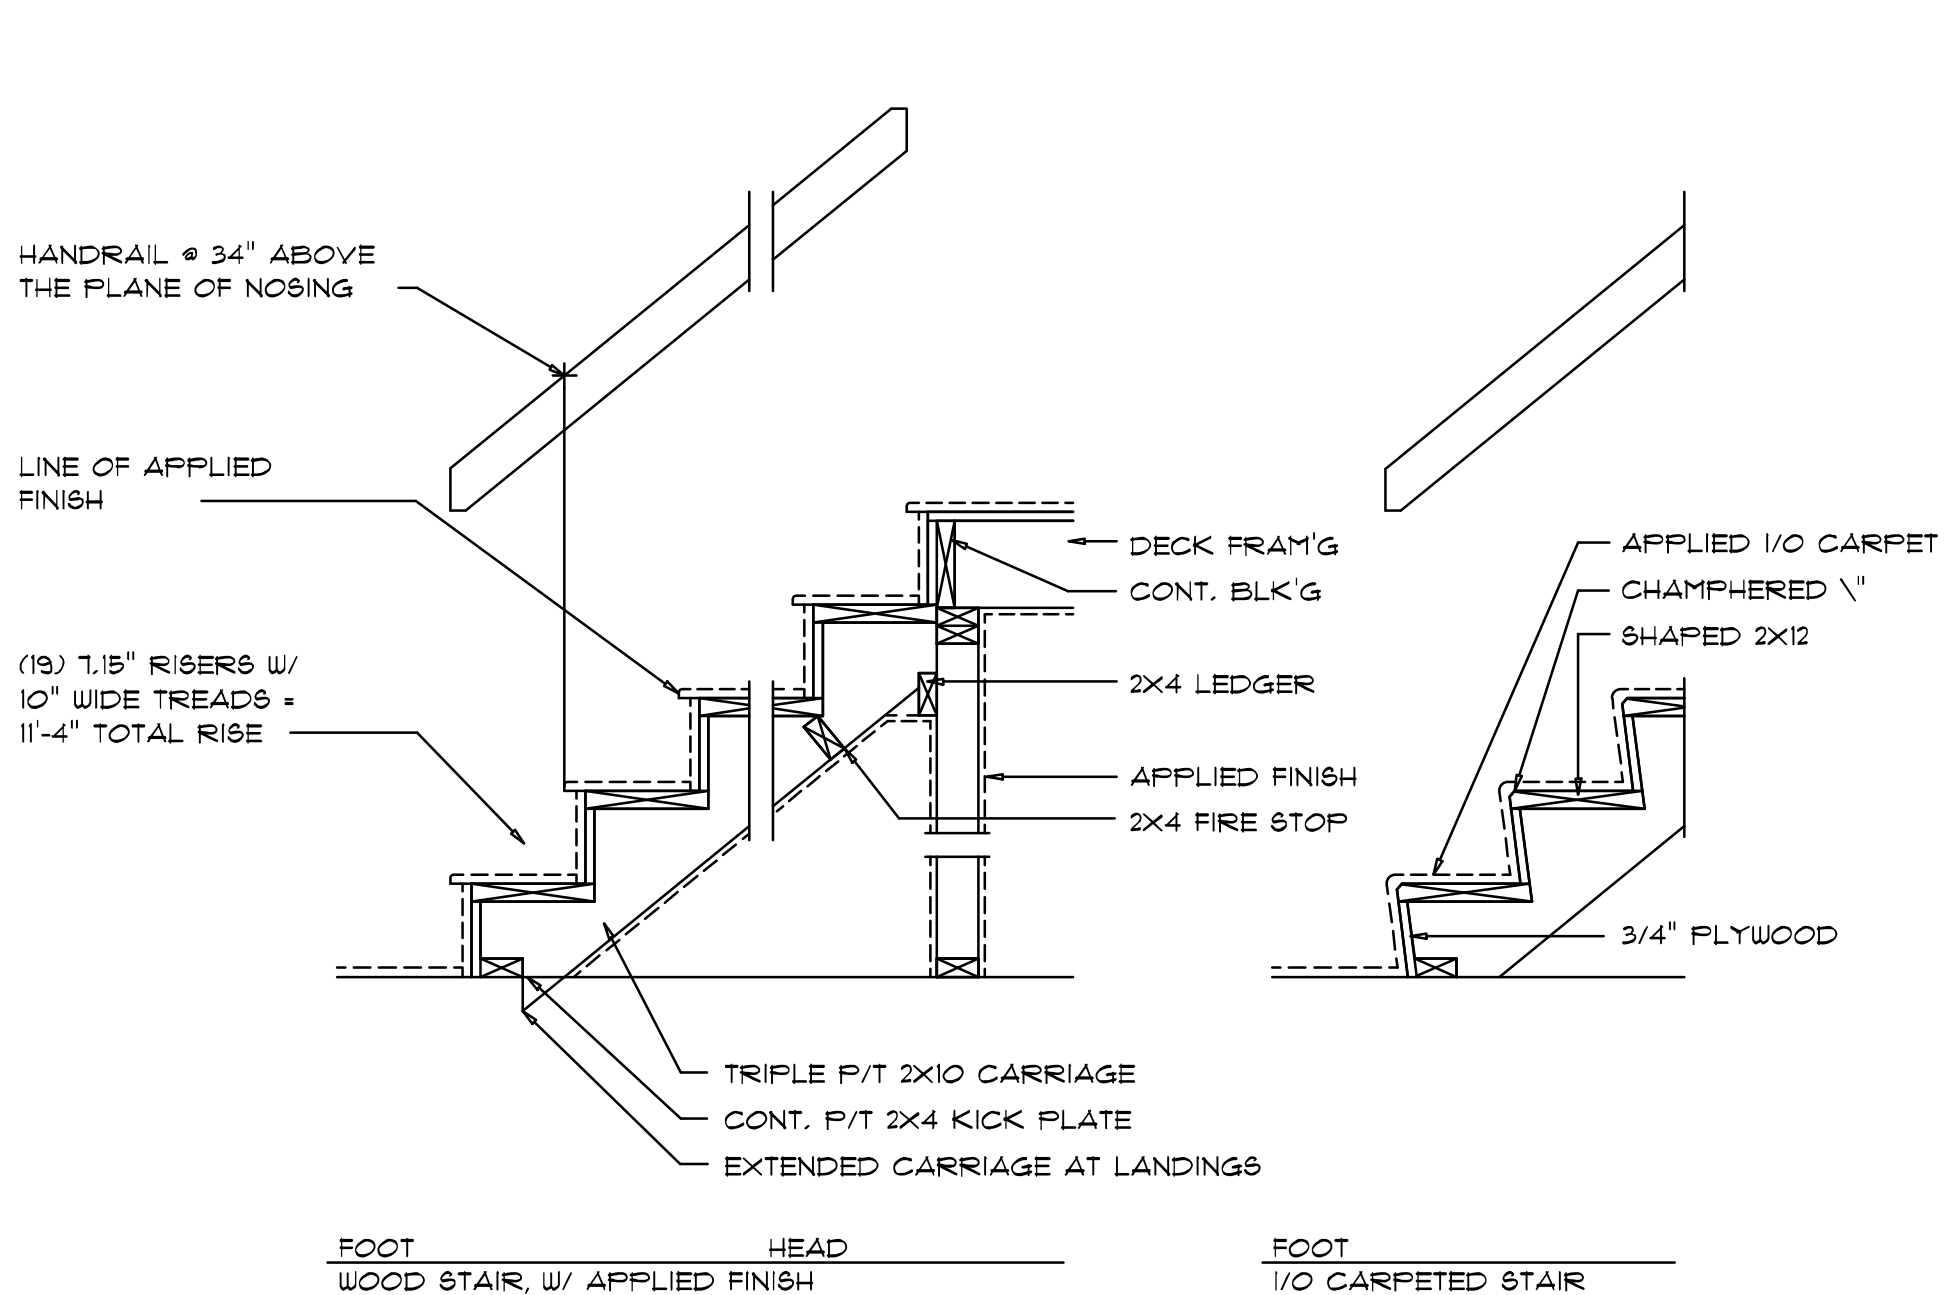 HANDRAIL @ 34" ABOVE
THE PLANE OF NOSING
LINE OF APPLIED
FINISH
(19) 7.15" RISERS W/
10" WIDE TREADS =
11'-4" TOTAL RISE
DECK FRAM'G
CONT. BLK'G
2X4 LEDGER
APPLIED FINISH
2X4 FIRE STOP
TRIPLE P/T 2X10 CARRIAGE
CONT. P/T 2X4 KICK PLATE
EXTENDED CARRIAGE AT LANDINGS
FOOT HEAD
WOOD STAIR, W/ APPLIED FINISH
APPLIED I/O CARPET
CHAMPHERED \"
SHAPED 2X12
3/4" PLYWOOD
FOOT
I/O CARPETED STAIR